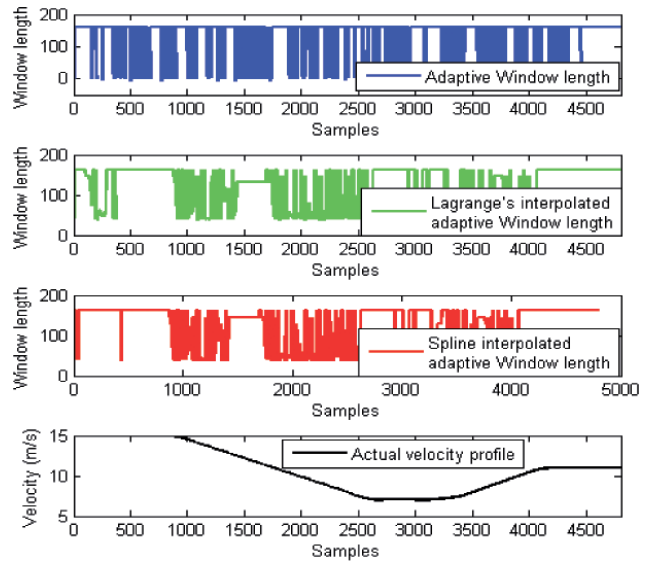 200
100
0
Window length
Adaptive Window length
0 500 1000 1500 2000 2500 3000 3500 4000 4500
Samples
200
100
0
Window length
Lagrange's interpolated
adaptive Window length
0 500 1000 1500 2000 2500 3000 3500 4000 4500
Samples
200
100
0
Window length
Spline interpolated
adaptive Window length
0 1000 2000 3000 4000 5000
Samples
15
10
5
Velocity (m/s)
Actual velocity profile
0 500 1000 1500 2000 2500 3000 3500 4000 4500
Samples